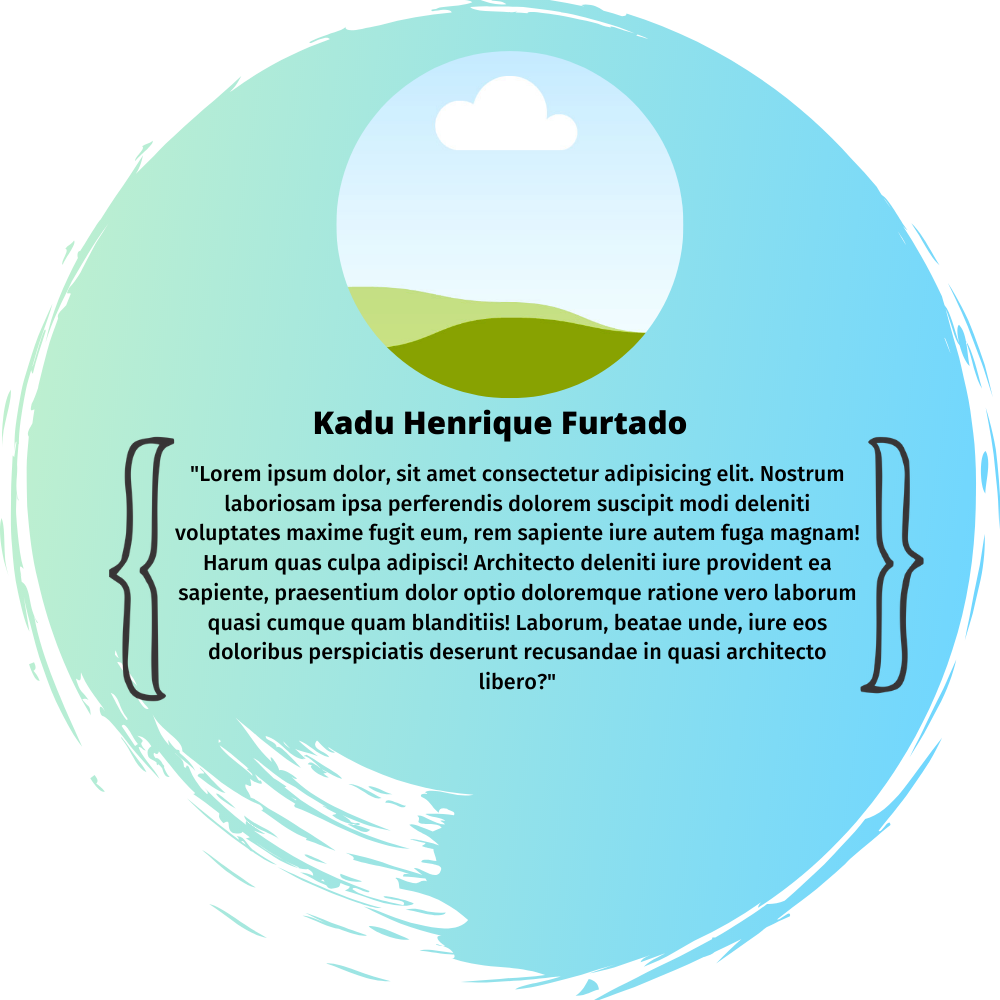 Kadu Henrique Furtado
"Lorem ipsum dolor, sit amet consectetur adipisicing elit. Nostrum
laboriosam ipsa perferendis dolorem suscipit modi deleniti
voluptates maxime fugit eum, rem sapiente iure autem fuga magnam!
Harum quas culpa adipisci! Architecto deleniti iure provident ea
sapiente, praesentium dolor optio doloremque ratione vero laborum
quasi cumque quam blanditiis! Laborum, beatae unde, iure eos
doloribus perspiciatis deserunt recusandae in quasi architecto
libero?"